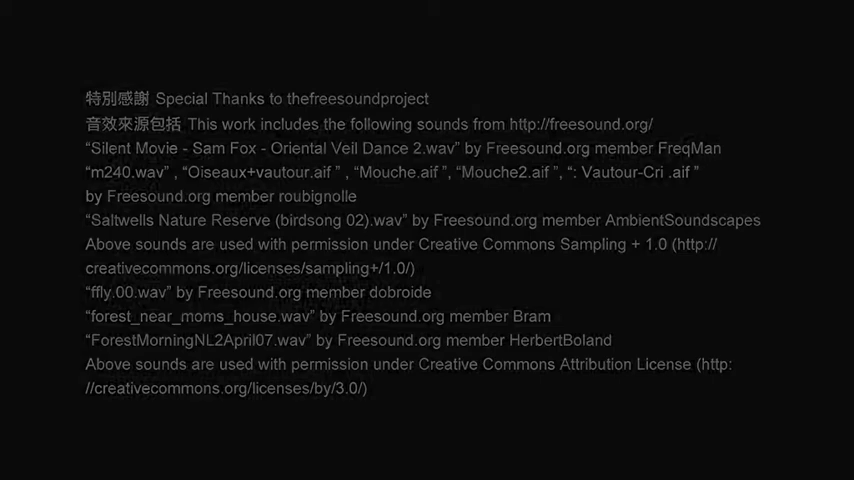 特別感謝 Special Thanks to thefreesoundproject
音效來源包括 This work includes the following sounds from http://freesound.org/
“Silent Movie - Sam Fox - Oriental Veil Dance 2.wav” by Freesound.org member FreqMan
“m240.wav” , “Oiseaux+vautour.aif ” , “Mouche.aif ”, “Mouche2.aif ”, “: Vautour-Cri .aif ”
by Freesound.org member roubignolle
“Saltwells Nature Reserve (birdsong 02).wav” by Freesound.org member AmbientSoundscapes
Above sounds are used with permission under Creative Commons Sampling + 1.0 (http://
creativecommons.org/licenses/sampling+/1.0/)
“ffly.00.wav” by Freesound.org member dobroide
“forest_near_moms_house.wav” by Freesound.org member Bram
“ForestMorningNL2April07.wav” by Freesound.org member HerbertBoland
Above sounds are used with permission under Creative Commons Attribution License (http:
//creativecommons.org/licenses/by/3.0/)